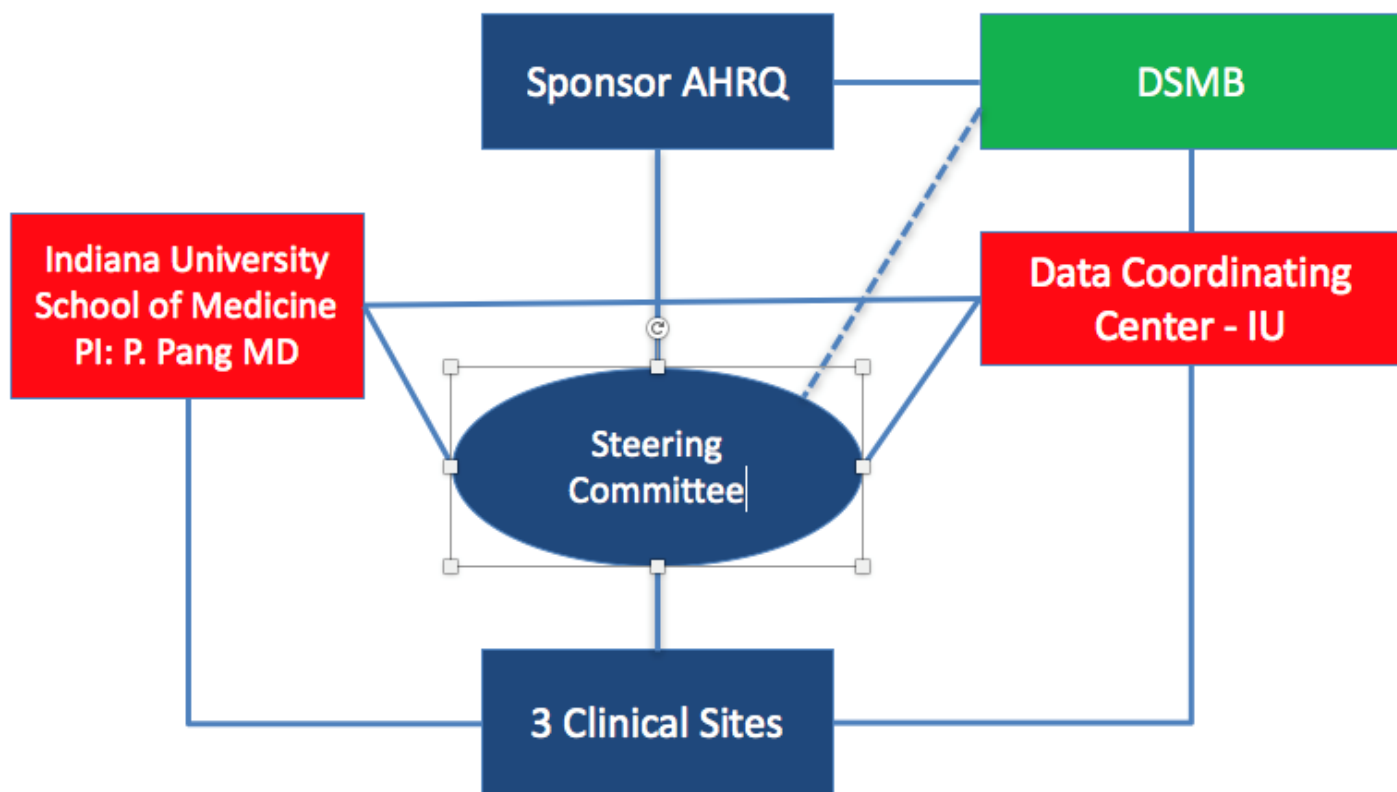 Sponsor AHRQ
DSMB
Indiana University
School of Medicine
PI: P. Pang MD
Data Coordinating
Center - IU
Steering
Committee
3 Clinical Sites